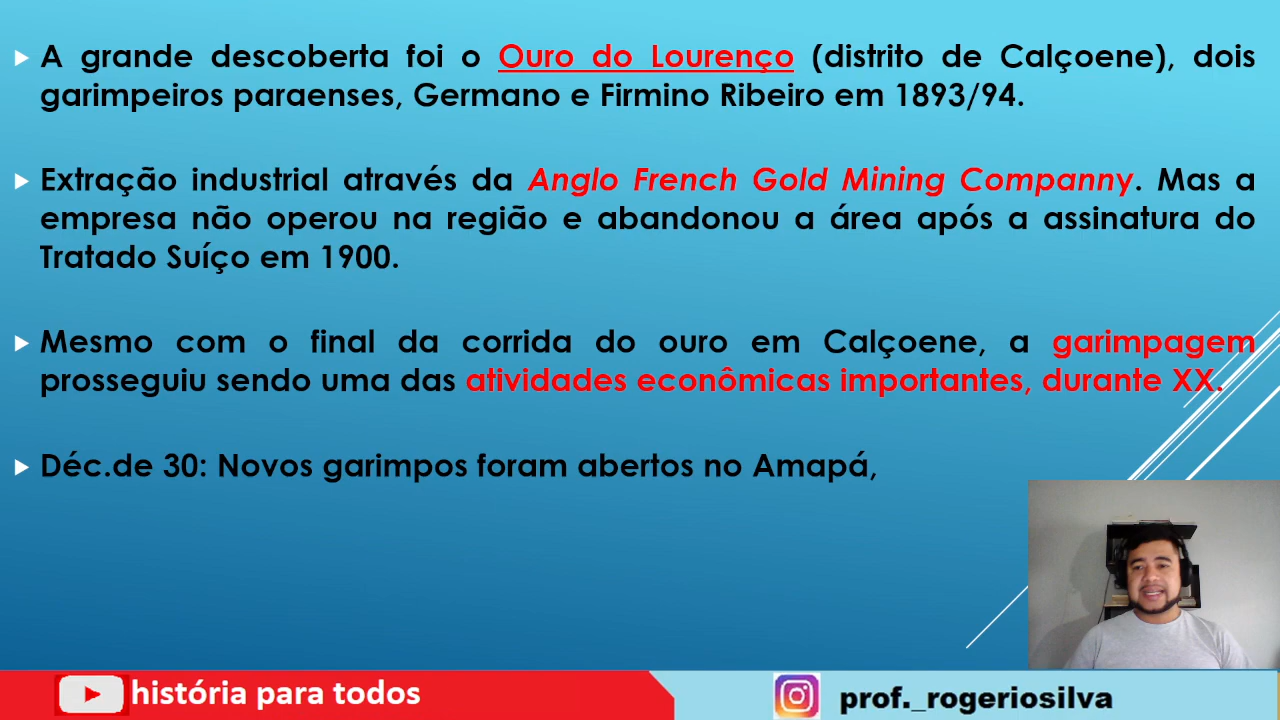 A grande descoberta foi o Ouro do Lourenço (distrito de Calçoene), dois
garimpeiros paraenses, Germano e Firmino Ribeiro em 1893/94.
Extração industrial através da Anglo French Gold Mining Companny. Mas a
empresa não operou na região e abandonou a área após a assinatura do
Tratado Suíço em 1900.
Mesmo com o final da corrida do ouro em Calçoene, a garimpagem
prosseguiu sendo uma das atividades econômicas importantes, durante XX.
Déc.de 30: Novos garimpos foram abertos no Amapá,
história para todos
prof._rogeriosilva